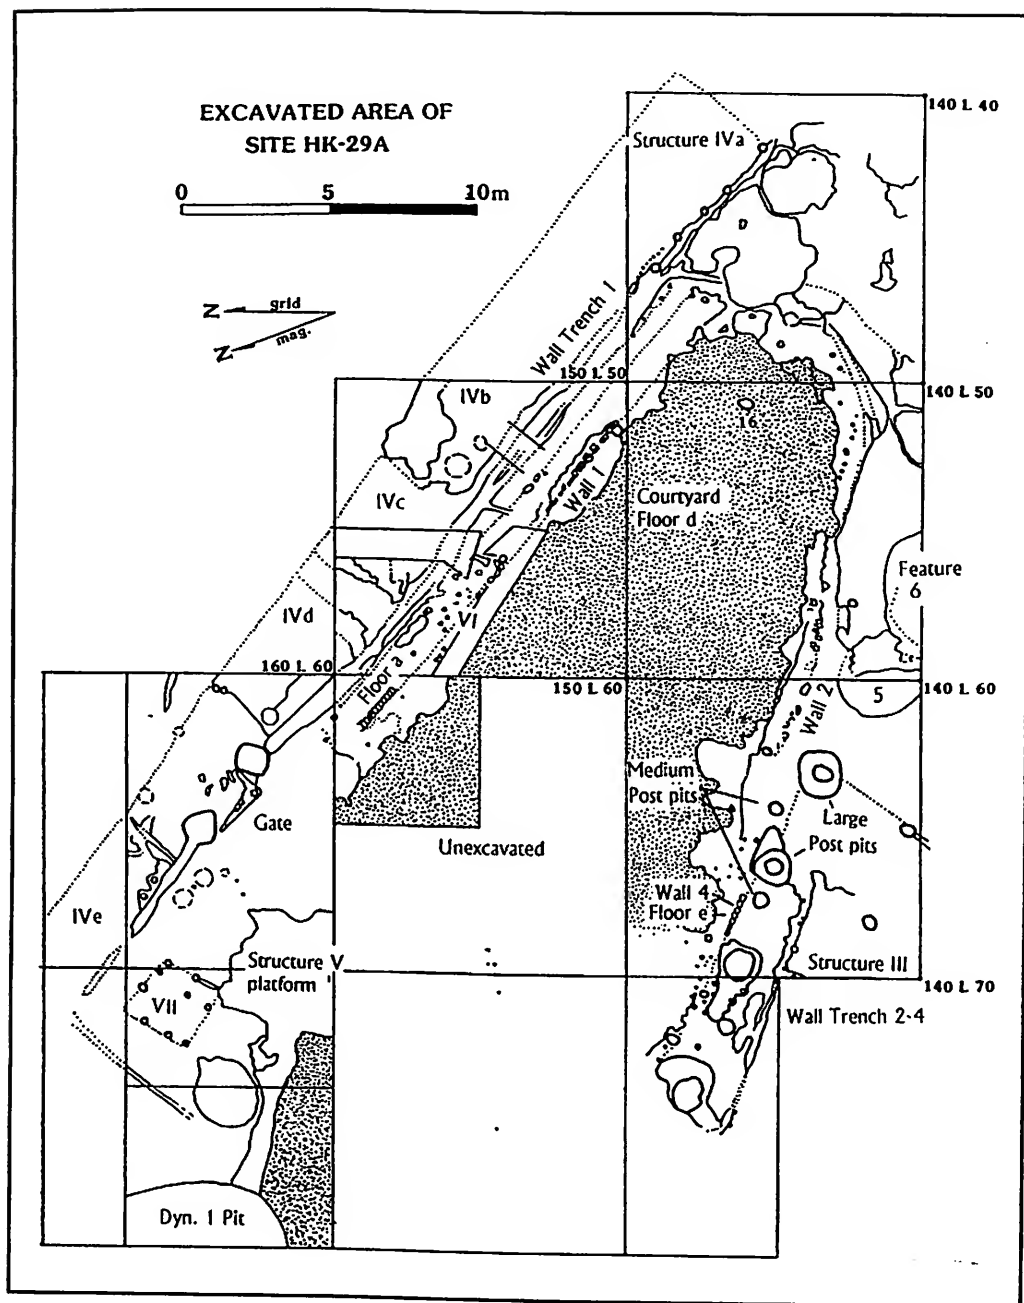 EXCAVATED AREA OF
SITE HK-29A
0 5 10m
N grid
N mag.
140 L 40
Structure IVa
Wall Trench 1
150 L 50
140 L 50
IVb
16
Wall 1
IVc
Courtyard
Floor d
Feature
6
IVd
VI
Floor a
160 L 60
150 L 60
140 L 60
5
Wall 2
Medium
Post pits
Large
Post pits
Gate
Unexcavated
Wall 4
Floor e
IVe
Structure V
platform
Structure III
VII
140 L 70
Wall Trench 2-4
Dyn. 1 Pit